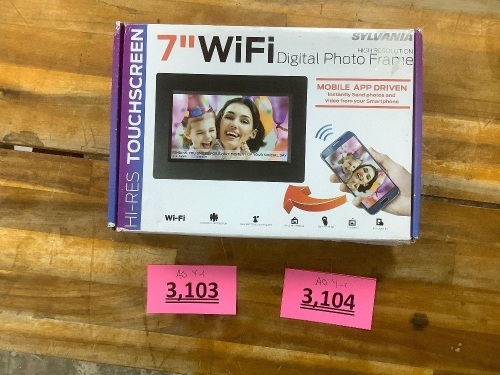 HI-RES TOUCHSCREEN
SYLVANIA
7" WiFi
HIGH RESOLUTION
Digital Photo Frame
MOBILE APP DRIVEN
Instantly Send photos and
video from your Smartphone
Wi-Fi
3,103
3,104